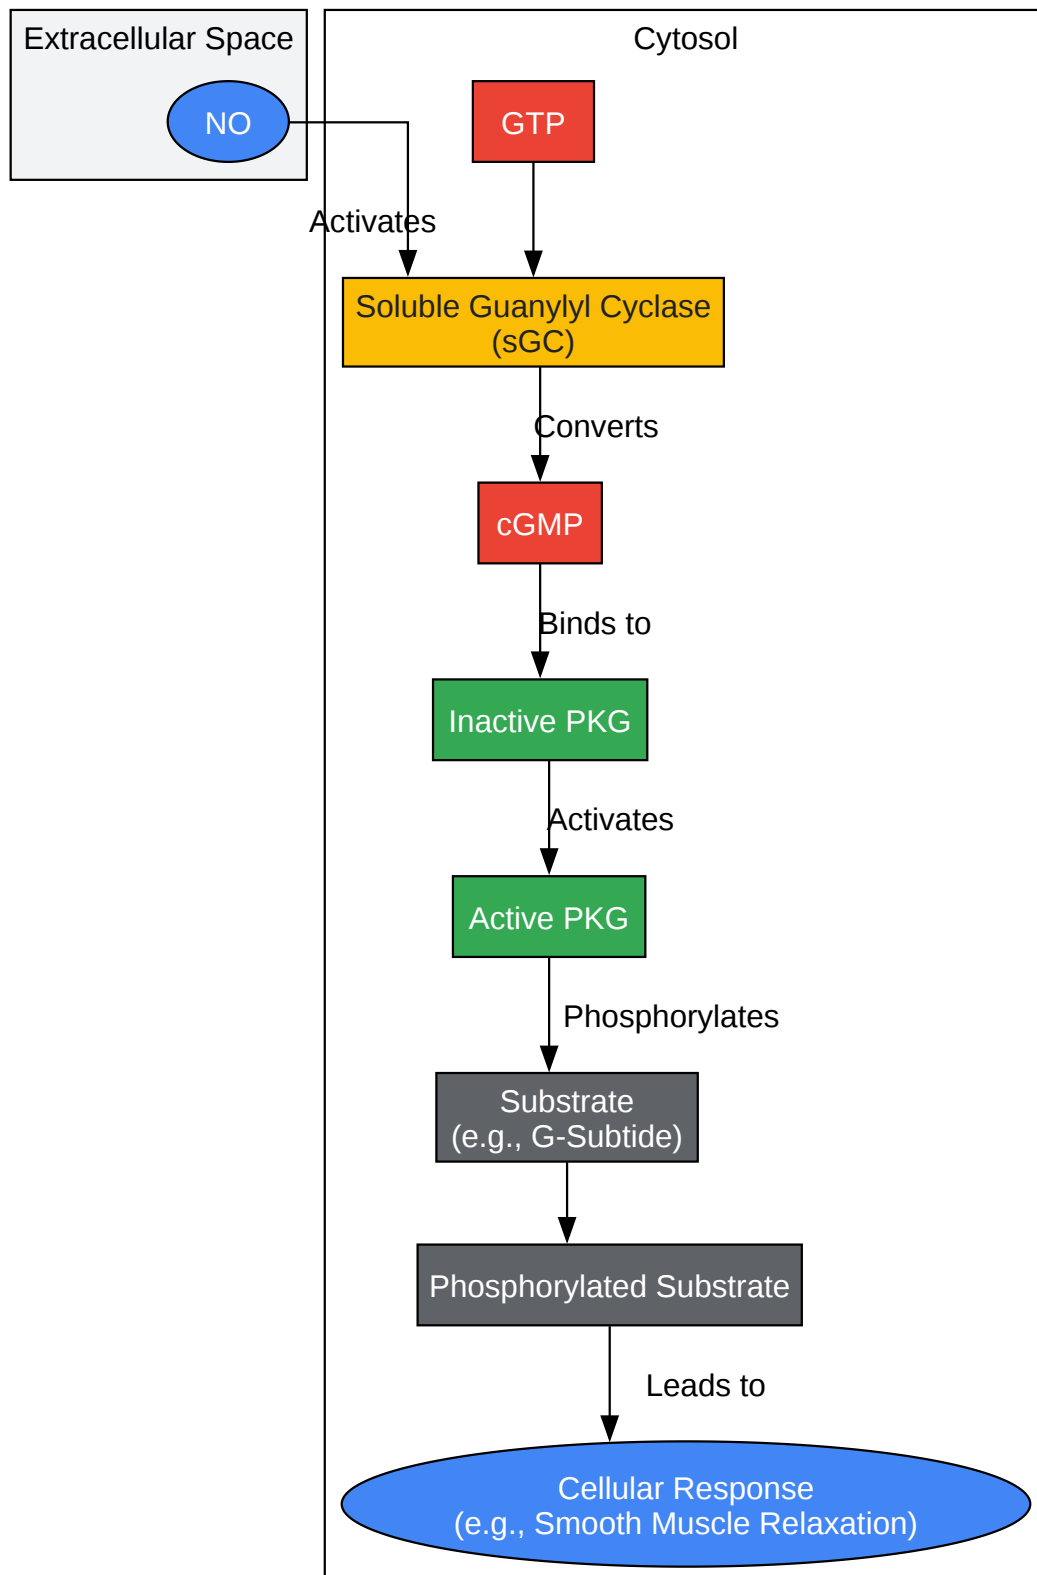 Extracellular Space
Cytosol
NO
GTP
Activates
Soluble Guanylyl Cyclase
(sGC)
Converts
cGMP
Binds to
Inactive PKG
Activates
Active PKG
Phosphorylates
Substrate
(e.g., G-Subtide)
Phosphorylated Substrate
Leads to
Cellular Response
(e.g., Smooth Muscle Relaxation)